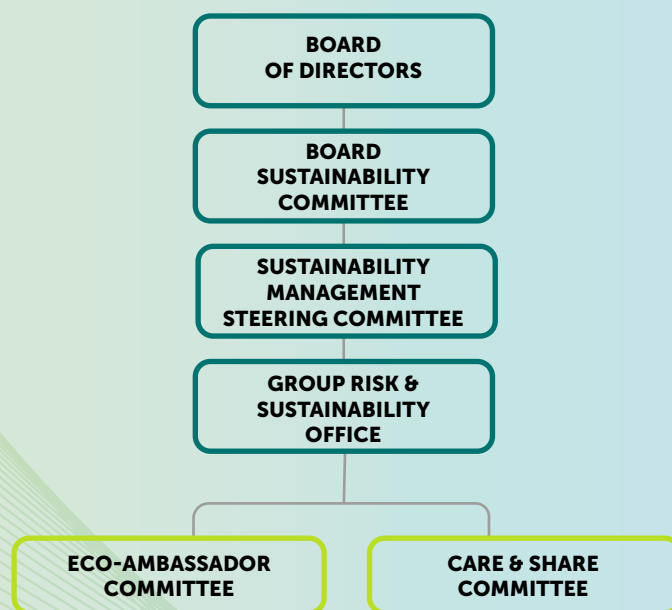 BOARD
OF DIRECTORS
BOARD
SUSTAINABILITY
COMMITTEE
SUSTAINABILITY
MANAGEMENT
STEERING COMMITTEE
GROUP RISK &
SUSTAINABILITY
OFFICE
ECO-AMBASSADOR
COMMITTEE
CARE & SHARE
COMMITTEE